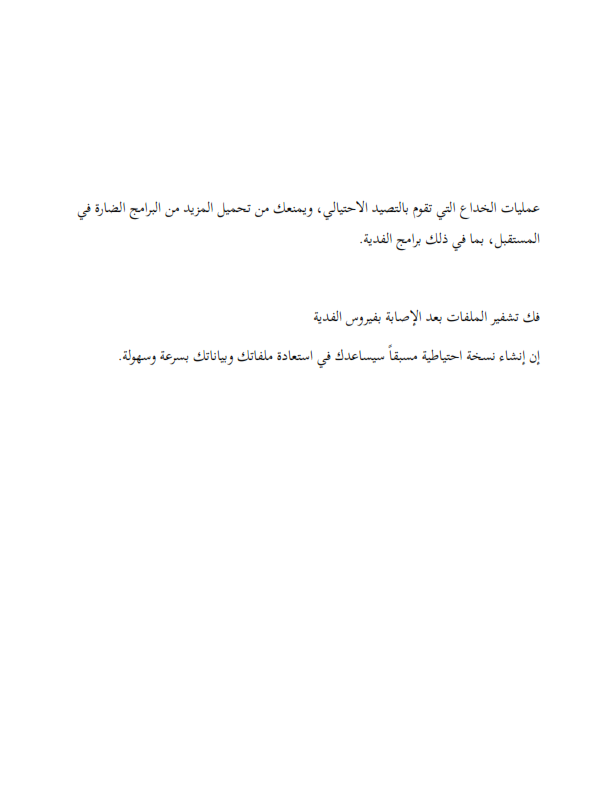 عمليات الخداع التي تقوم بالتصيد الاحتيالي، ويمنعك من تحميل المزيد من البرامج الضارة في
المستقبل، بما في ذلك برامج الفدية.
فك تشفير الملفات بعد الإصابة بفيروس الفدية
إن إنشاء نسخة احتياطية مسبقاً سيساعدك في استعادة ملفاتك وبياناتك بسرعة وسهولة.